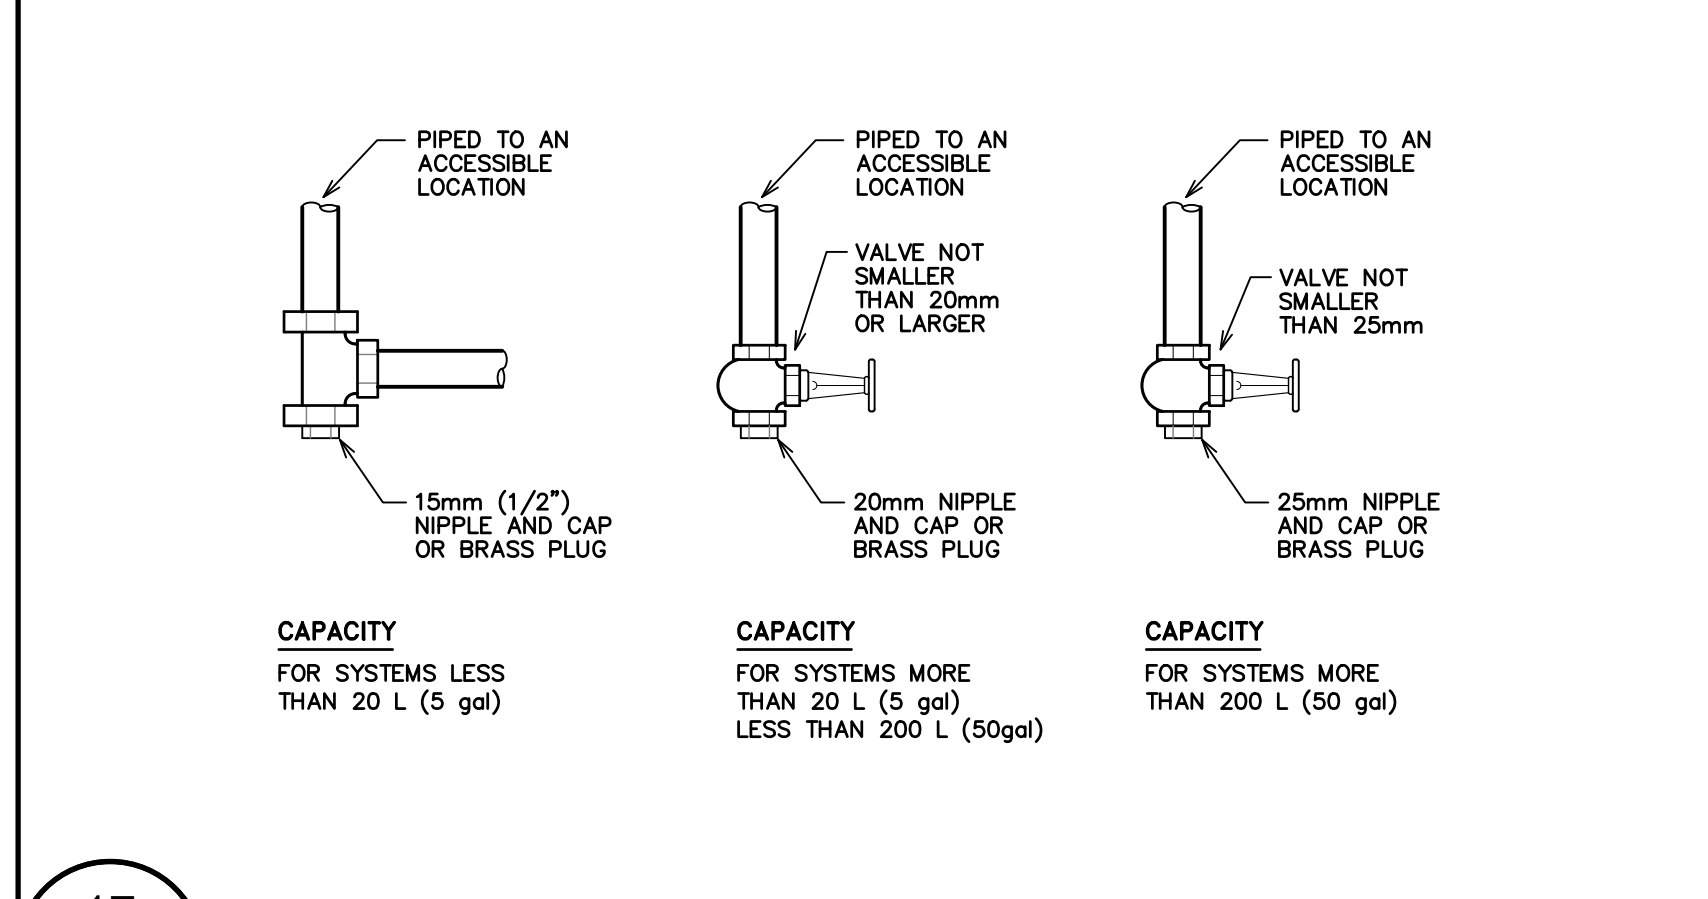 PIPED TO AN
ACCESSIBLE
LOCATION
15mm (1/2”)
NIPPLE AND CAP
OR BRASS PLUG
CAPACITY
FOR SYSTEMS LESS
THAN 20 L (5 gal)
PIPED TO AN
ACCESSIBLE
LOCATION
VALVE NOT
SMALLER
THAN 20mm
OR LARGER
20mm NIPPLE
AND CAP OR
BRASS PLUG
CAPACITY
FOR SYSTEMS MORE
THAN 20 L (5 gal)
LESS THAN 200 L (50gal)
PIPED TO AN
ACCESSIBLE
LOCATION
VALVE NOT
SMALLER
THAN 25mm
25mm NIPPLE
AND CAP OR
BRASS PLUG
CAPACITY
FOR SYSTEMS MORE
THAN 200 L (50 gal)